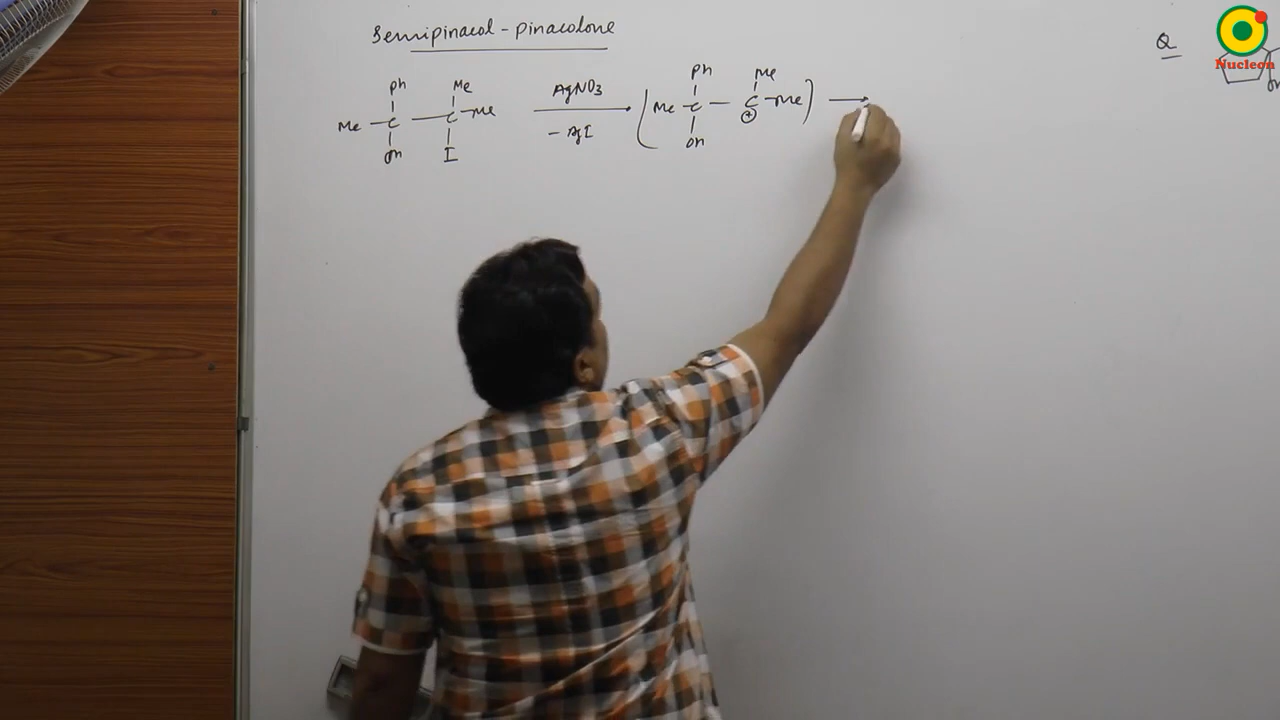 Semipinacol - pinacolone
Ph Me
Me - C - C - Me
OH I
AgNO3
- AgI
Ph Me
( Me - C - C - Me ) →
OH +
Q
Nucleon